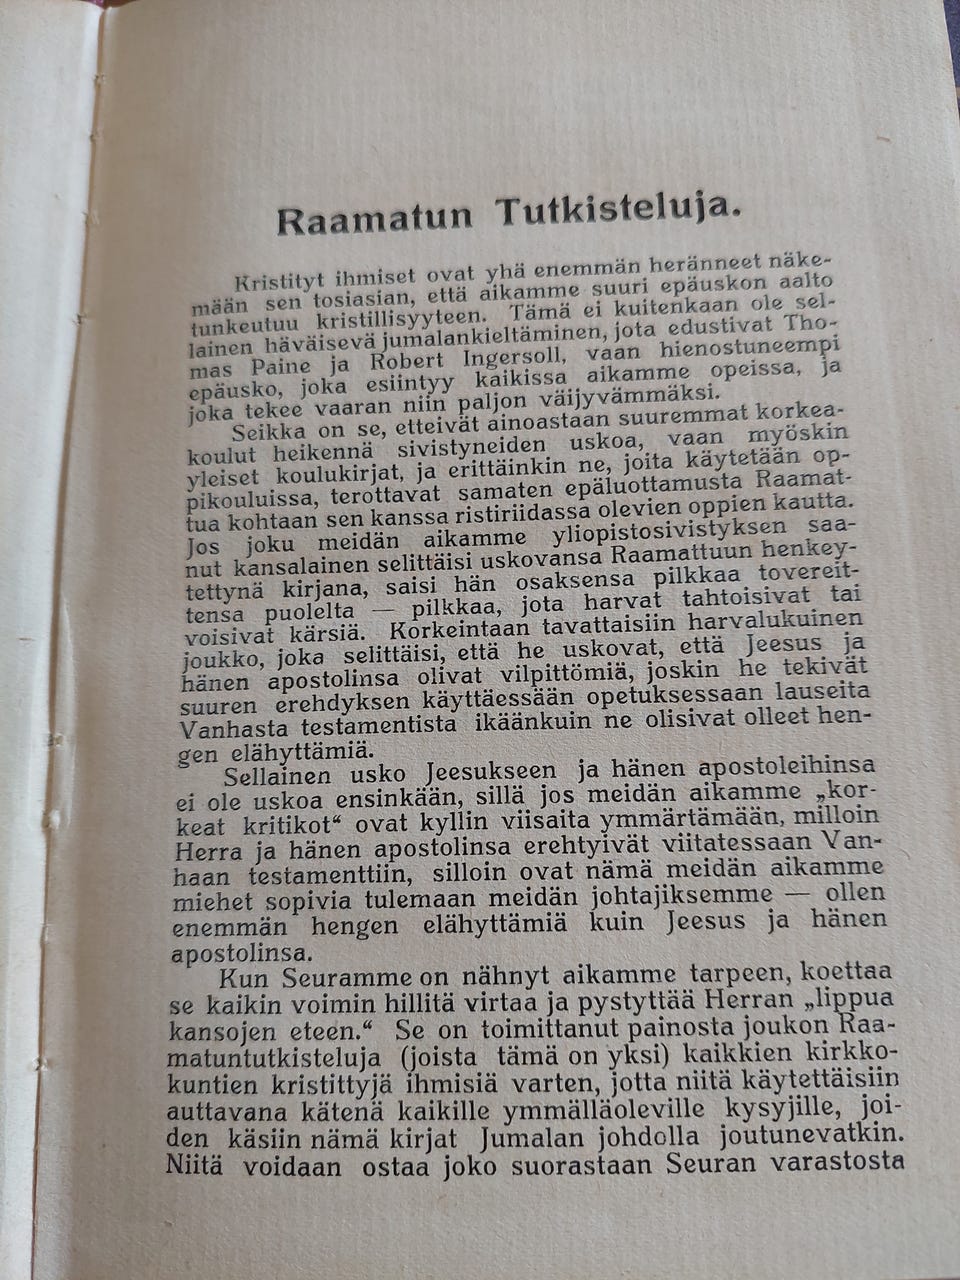 Raamatun Tutkisteluja.
Kristityt ihmiset ovat yhä enemmän heränneet näke-
mään sen tosiasian, että aikamme suuri epäuskon aalto
tunkeutuu kristillisyyteen. Tämä ei kuitenkaan ole sel-
lainen häväisevä jumalankieltäminen, jota edustivat Tho-
mas Paine ja Robert Ingersoll, vaan hienostuneempi
epäusko, joka esiintyy kaikissa aikamme opeissa, ja
joka tekee vaaran niin paljon väijyvämmäksi.
Seikka on se, etteivät ainoastaan suuremmat korkea-
koulut heikennä sivistyneiden uskoa, vaan myöskin
yleiset koulukirjat, ja erittäinkin ne, joita käytetään op-
pikouluissa, terottavat samaten epäluottamusta Raamat-
tua kohtaan sen kanssa ristiriidassa olevien oppien kautta.
Jos joku meidän aikamme yliopistosivistyksen saa-
nut kansalainen selittäisi uskovansa Raamattuun henkey-
tettynä kirjana, saisi hän osaksensa pilkkaa tovereit-
tensa puolelta — pilkkaa, jota harvat tahtoisivat tai
voisivat kärsiä. Korkeintaan tavattaisiin harvalukuinen
joukko, joka selittäisi, että he uskovat, että Jeesus ja
hänen apostolinsa olivat vilpittömiä, joskin he tekivät
suuren erehdyksen käyttäessään opetuksessaan lauseita
Vanhasta testamentista ikäänkuin ne olisivat olleet hen-
gen elähyttämiä.
Sellainen usko Jeesukseen ja hänen apostoleihinsa
ei ole uskoa ensinkään, sillä jos meidän aikamme „kor-
keat kritikot“ ovat kyllin viisaita ymmärtämään, milloin
Herra ja hänen apostolinsa erehtyivät viitatessaan Van-
haan testamenttiin, silloin ovat nämä meidän aikamme
miehet sopivia tulemaan meidän johtajiksemme — ollen
enemmän hengen elähyttämiä kuin Jeesus ja hänen
apostolinsa.
Kun Seuramme on nähnyt aikamme tarpeen, koettaa
se kaikin voimin hillitä virtaa ja pystyttää Herran „lippua
kansojen eteen.“ Se on toimittanut painosta joukon Raa-
matuntutkisteluja (joista tämä on yksi) kaikkien kirkko-
kuntien kristittyjä ihmisiä varten, jotta niitä käytettäisiin
auttavana kätenä kaikille ymmälläoleville kysyjille, joi-
den käsiin nämä kirjat Jumalan johdolla joutunevatkin.
Niitä voidaan ostaa joko suorastaan Seuran varastosta